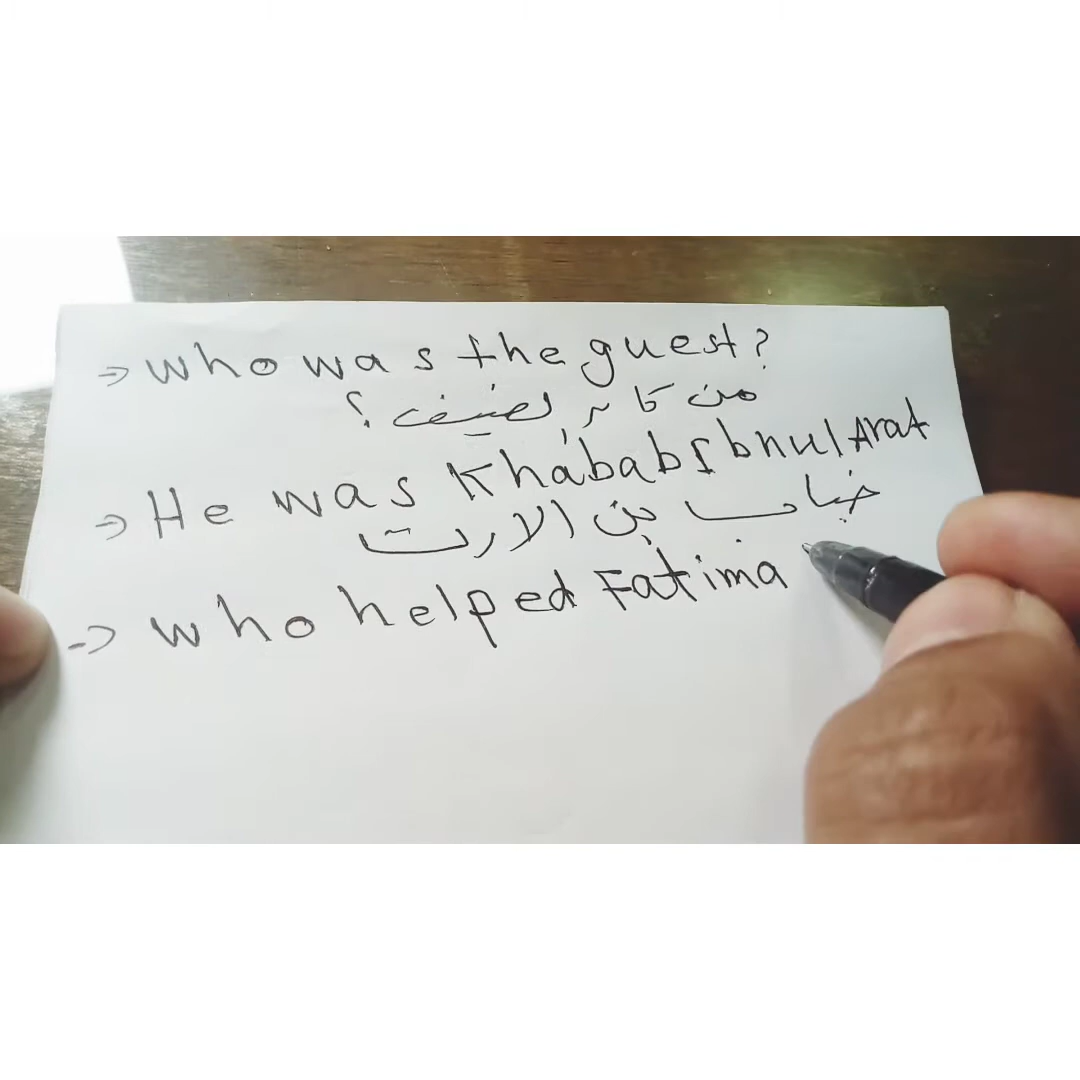 → Who was the guest?
من كان الضيف ؟
→ He was Khabab Ibnul Arat
خباب بن الارت
→ Who helped Fatima